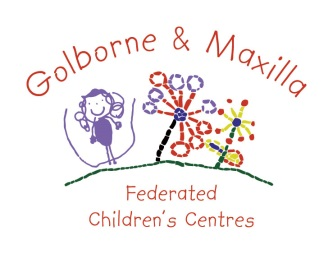 Golborne & Maxilla
Federated
Children's Centres